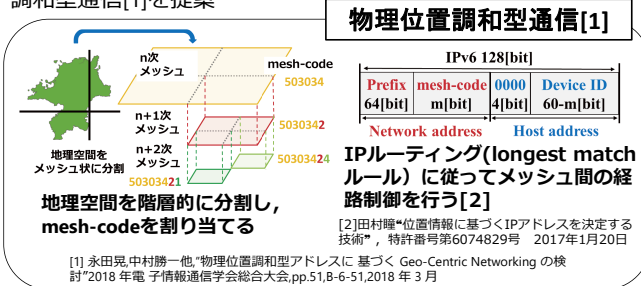 調和型通信[1]を提案
物理位置調和型通信[1]
n次
メッシュ
mesh-code
503034
n+1次
メッシュ
5030342
n+2次
メッシュ
50303424
50303421
地理空間を
メッシュ状に分割
地理空間を階層的に分割し,
mesh-codeを割り当てる
IPv6 128[bit]
Prefix
64[bit]
mesh-code
m[bit]
0000
4[bit]
Device ID
60-m[bit]
Network address
Host address
IPルーティング(longest match
ルール）に従ってメッシュ間の経
路制御を行う[2]
[2]田村瞳“位置情報に基づくIPアドレスを決定する
技術”，特許番号第6074829号　2017年1月20日
[1] 永田晃,中村勝一他,“物理位置調和型アドレスに 基づく Geo-Centric Networking の検
討”2018 年電 子情報通信学会総合大会,pp.51,B-6-51,2018 年 3 月